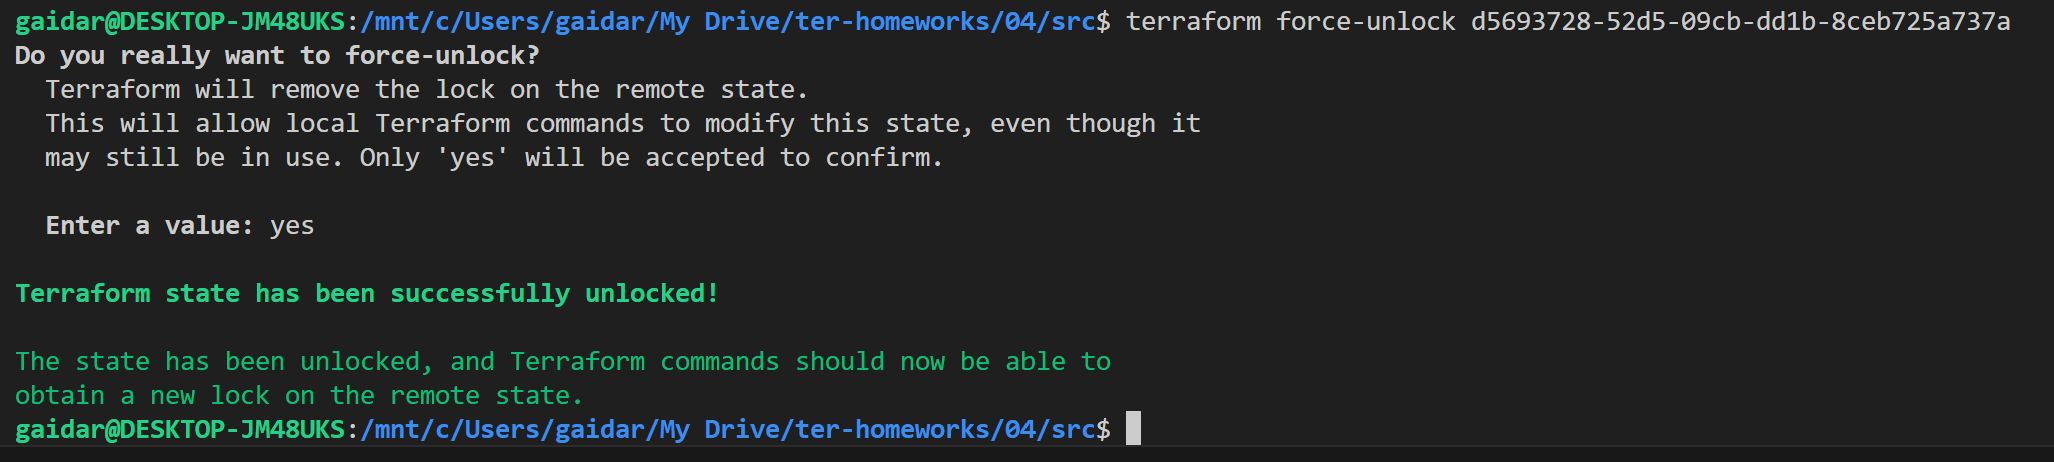 gaidar@DESKTOP-JM48UKS:/mnt/c/Users/gaidar/My Drive/ter-homeworks/04/src$ terraform force-unlock d5693728-52d5-09cb-dd1b-8ceb725a737a
Do you really want to force-unlock?
  Terraform will remove the lock on the remote state.
  This will allow local Terraform commands to modify this state, even though it
  may still be in use. Only 'yes' will be accepted to confirm.

  Enter a value: yes

Terraform state has been successfully unlocked!

The state has been unlocked, and Terraform commands should now be able to
obtain a new lock on the remote state.
gaidar@DESKTOP-JM48UKS:/mnt/c/Users/gaidar/My Drive/ter-homeworks/04/src$